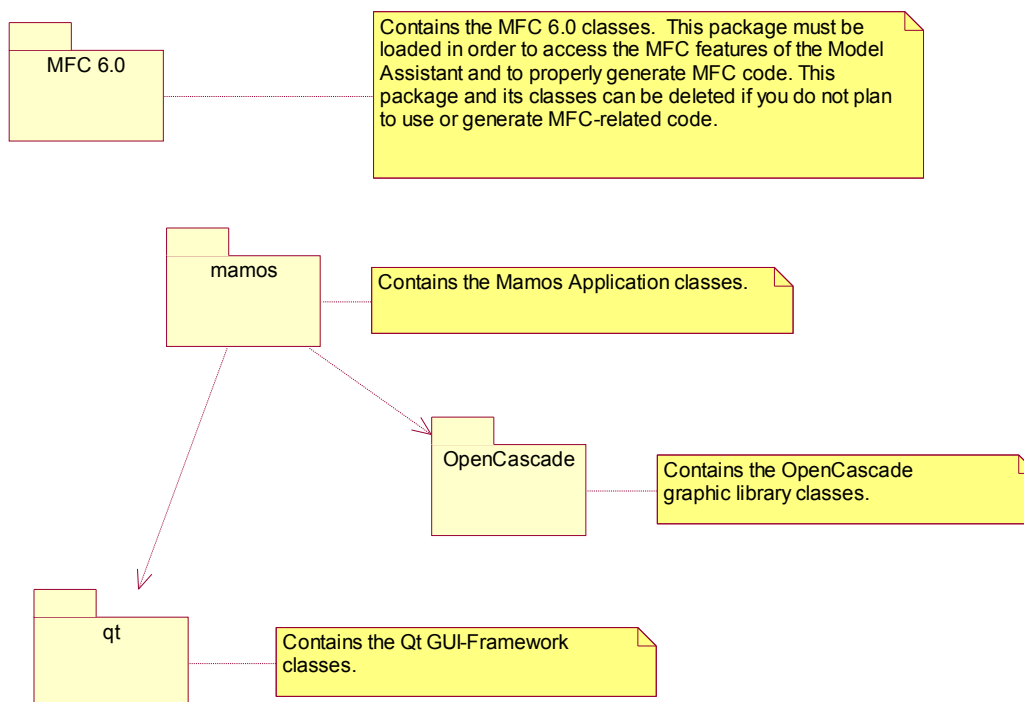 MFC 6.0
Contains the MFC 6.0 classes.  This package must be
loaded in order to access the MFC features of the Model
Assistant and to properly generate MFC code. This
package and its classes can be deleted if you do not plan
to use or generate MFC-related code.
mamos
Contains the Mamos Application classes.
OpenCascade
Contains the OpenCascade
graphic library classes.
qt
Contains the Qt GUI-Framework
classes.